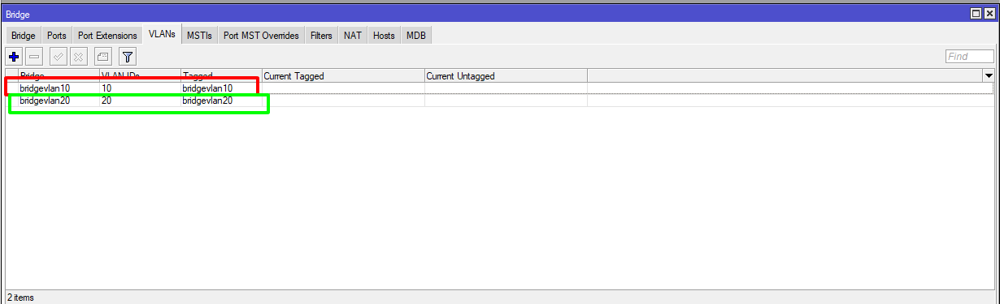 Bridge
Bridge Ports Port Extensions VLANs MSTIs Port MST Overrides Filters NAT Hosts MDB
Find
Bridge VLAN IDs Tagged Current Tagged Current Untagged
bridgevlan10 10 bridgevlan10
bridgevlan20 20 bridgevlan20
2 items